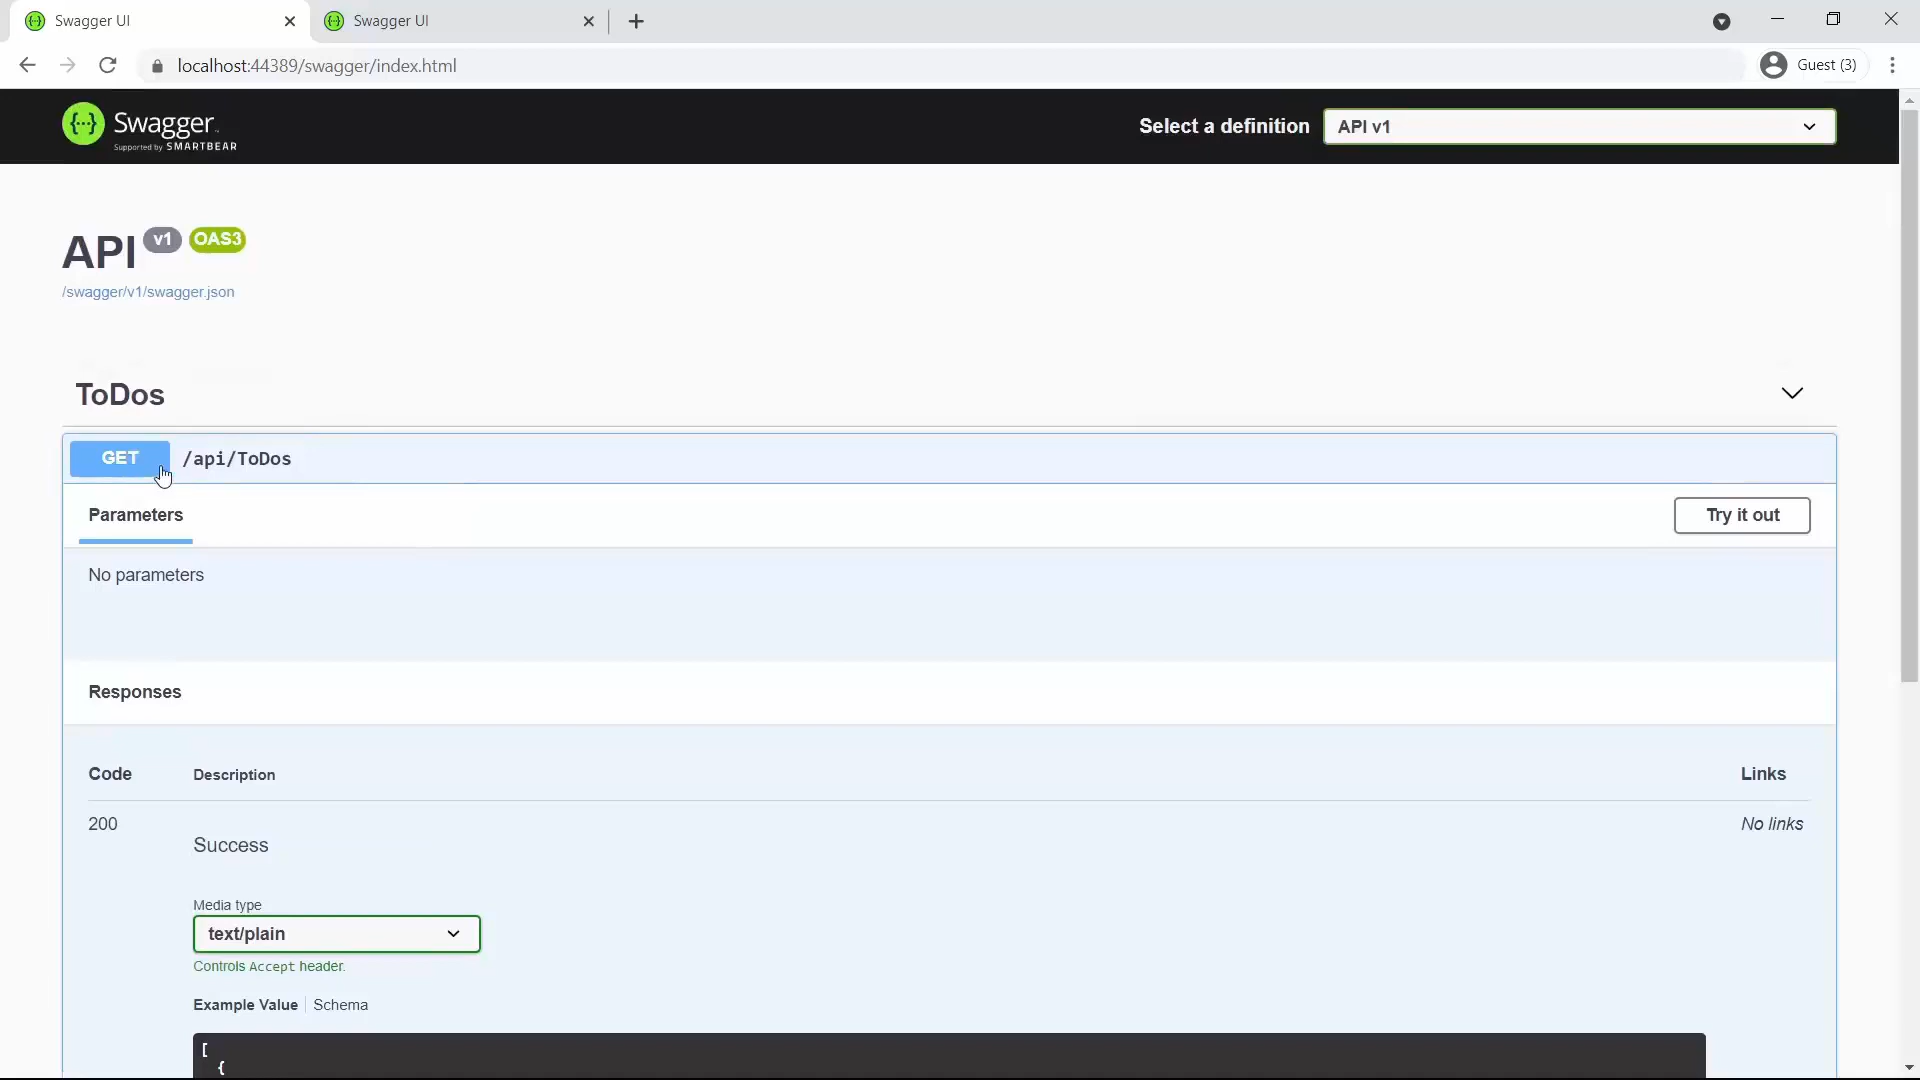 Swagger UI
Swagger UI
localhost:44389/swagger/index.html
Guest (3)
{...} Swagger
Supported by SMARTBEAR
Select a definition
API v1
API v1 OAS3
/swagger/v1/swagger.json
ToDos
GET /api/ToDos
Parameters
Try it out
No parameters
Responses
Code Description Links
200 Success No links
Media type
text/plain
Controls Accept header.
Example Value Schema
[
{